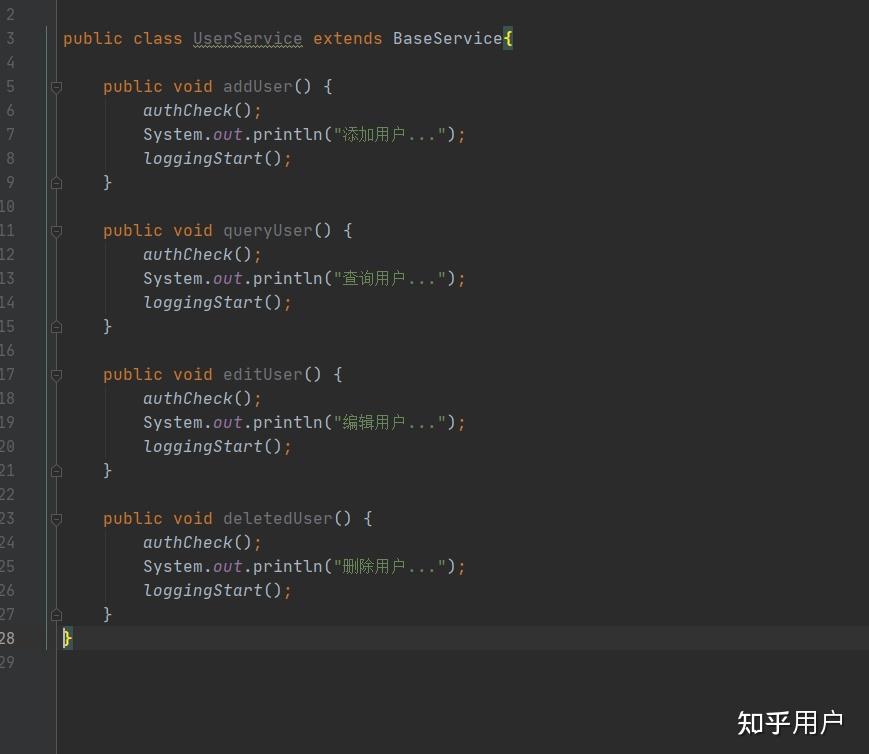 2
3 public class UserService extends BaseService{
4
5 public void addUser() {
6 authCheck();
7 System.out.println("添加用户...");
8 loggingStart();
9 }
10
11 public void queryUser() {
12 authCheck();
13 System.out.println("查询用户...");
14 loggingStart();
15 }
16
17 public void editUser() {
18 authCheck();
19 System.out.println("编辑用户...");
20 loggingStart();
21 }
22
23 public void deletedUser() {
24 authCheck();
25 System.out.println("删除用户...");
26 loggingStart();
27 }
28 }
29
知乎用户